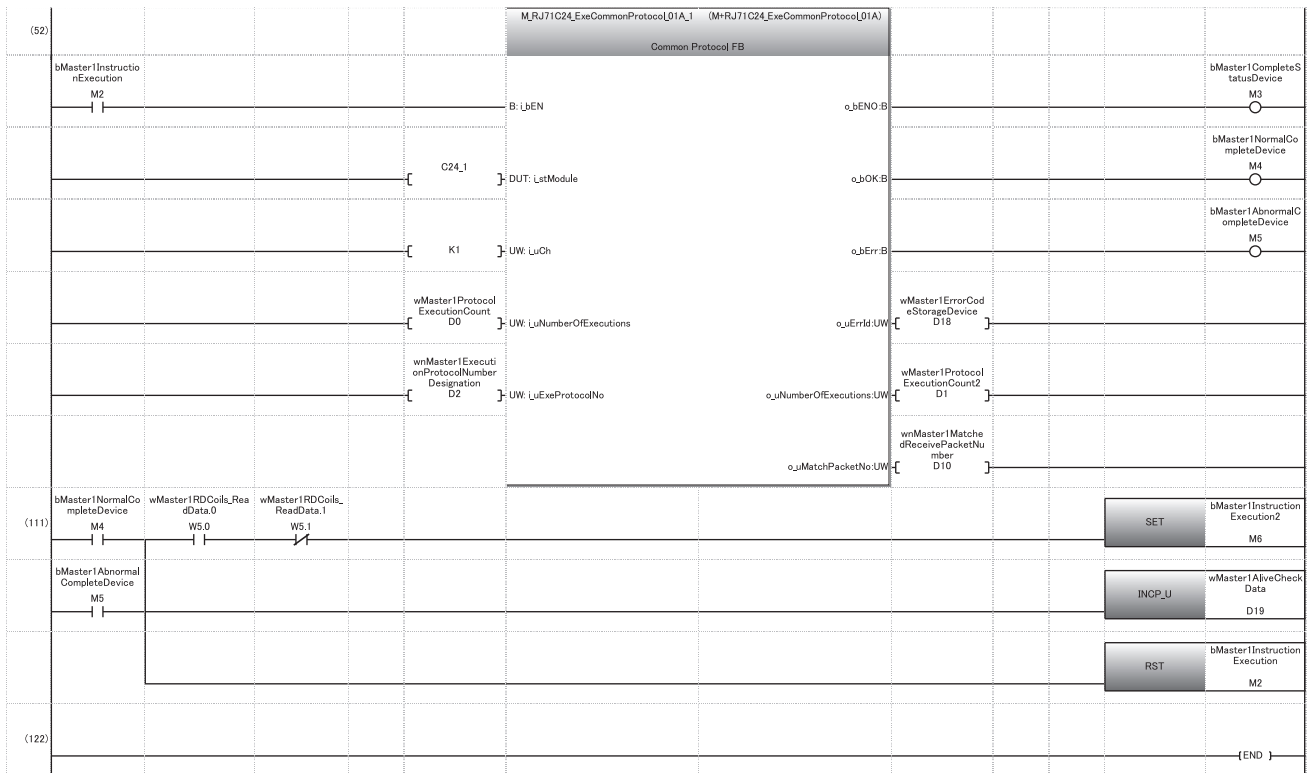 (52)
M_RJ71C24_ExeCommonProtocol_01A_1 (M+RJ71C24_ExeCommonProtocol_01A)
Common Protocol FB
bMaster1Instructio
nExecution
M2
B: i_bEN
o_bENO:B
bMaster1CompleteS
tatusDevice
M3
C24_1
DUT: i_stModule
o_bOK:B
bMaster1NormalCo
mpleteDevice
M4
K1
UW: i_uCh
o_bErr:B
bMaster1AbnormalC
ompleteDevice
M5
wMaster1Protocol
ExecutionCount
D0
UW: i_uNumberOfExecutions
o_uErrId:UW
wMaster1ErrorCod
eStorageDevice
D18
wnMaster1Executi
onProtocolNumber
Designation
D2
UW: i_uExeProtocolNo
o_uNumberOfExecutions:UW
wMaster1Protocol
ExecutionCount2
D1
o_uMatchPacketNo:UW
wnMaster1Matche
dReceivePacketNu
mber
D10
(111)
bMaster1NormalCo
mpleteDevice
M4
wMaster1RDCoils_Rea
dData.0
W5.0
wMaster1RDCoils_
ReadData.1
W5.1
SET
bMaster1Instruction
Execution2
M6
bMaster1Abnormal
CompleteDevice
M5
INCP_U
wMaster1AliveCheck
Data
D19
RST
bMaster1Instruction
Execution
M2
(122)
END